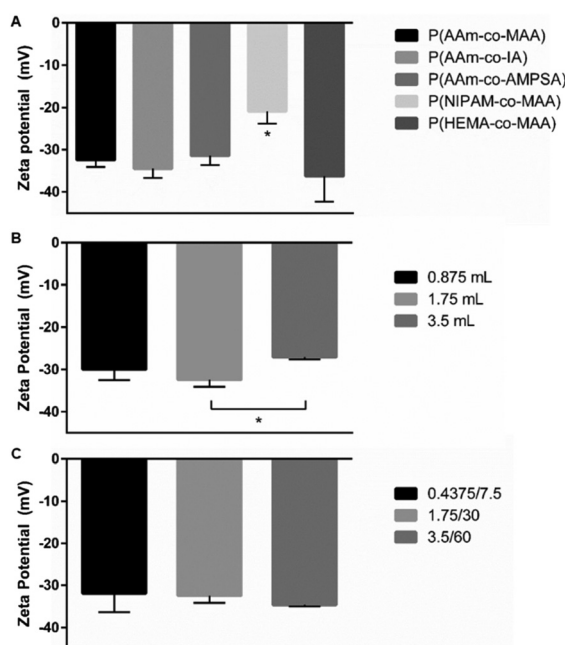 A
Zeta potential (mV)
0
-10
-20
-30
-40
*
P(AAm-co-MAA)
P(AAm-co-IA)
P(AAm-co-AMPSA)
P(NIPAM-co-MAA)
P(HEMA-co-MAA)
B
Zeta Potential (mV)
0
-10
-20
-30
-40
*
0.875 mL
1.75 mL
3.5 mL
C
Zeta Potential (mV)
0
-10
-20
-30
-40
0.4375/7.5
1.75/30
3.5/60